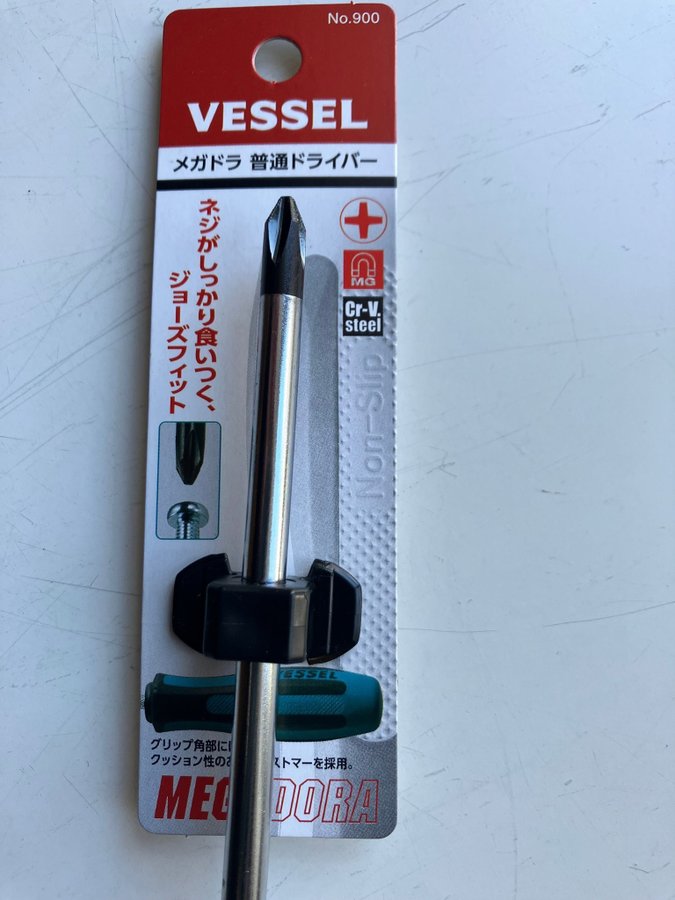 No.900
VESSEL
メガドラ 普通ドライバー
ネジがしっかり食いつく、
ジョーズフィット
MG
Cr-V.
steel
Non-Slip
VESSEL
グリップ角部に
クッション性の ストマーを採用。
MEG DORA